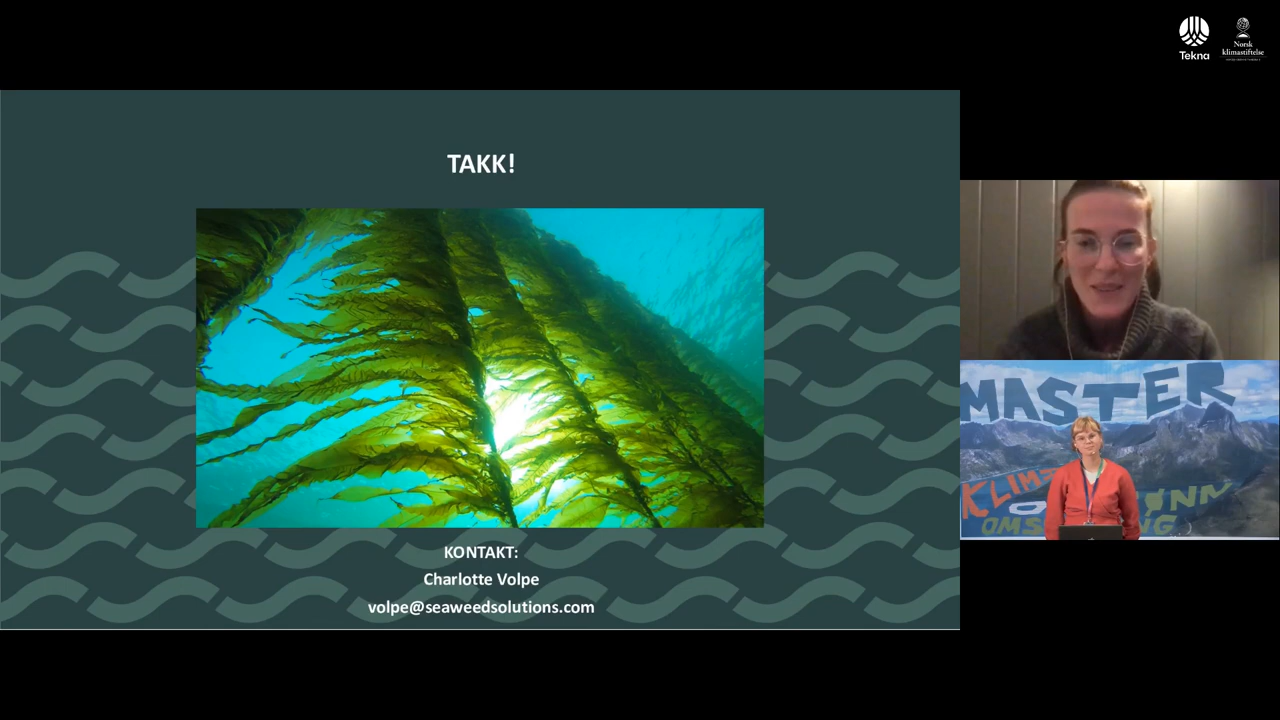 Tekna
Norsk
klimastiftelse
TAKK!
MASTER
KONTAKT:
Charlotte Volpe
volpe@seaweedsolutions.com